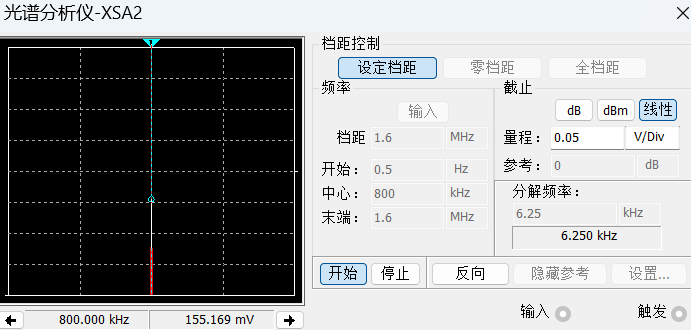 光谱分析仪-XSA2
1
档距控制
设定档距 零档距 全档距
频率
输入
档距 1.6 MHz
开始: 0.5 Hz
中心: 800 kHz
末端: 1.6 MHz
截止
dB dBm 线性
量程: 0.05 V/Div
参考: 0 dB
分解频率:
6.25 kHz
6.250 kHz
开始 停止 反向 隐藏参考 设置...
800.000 kHz 155.169 mV
输入 触发